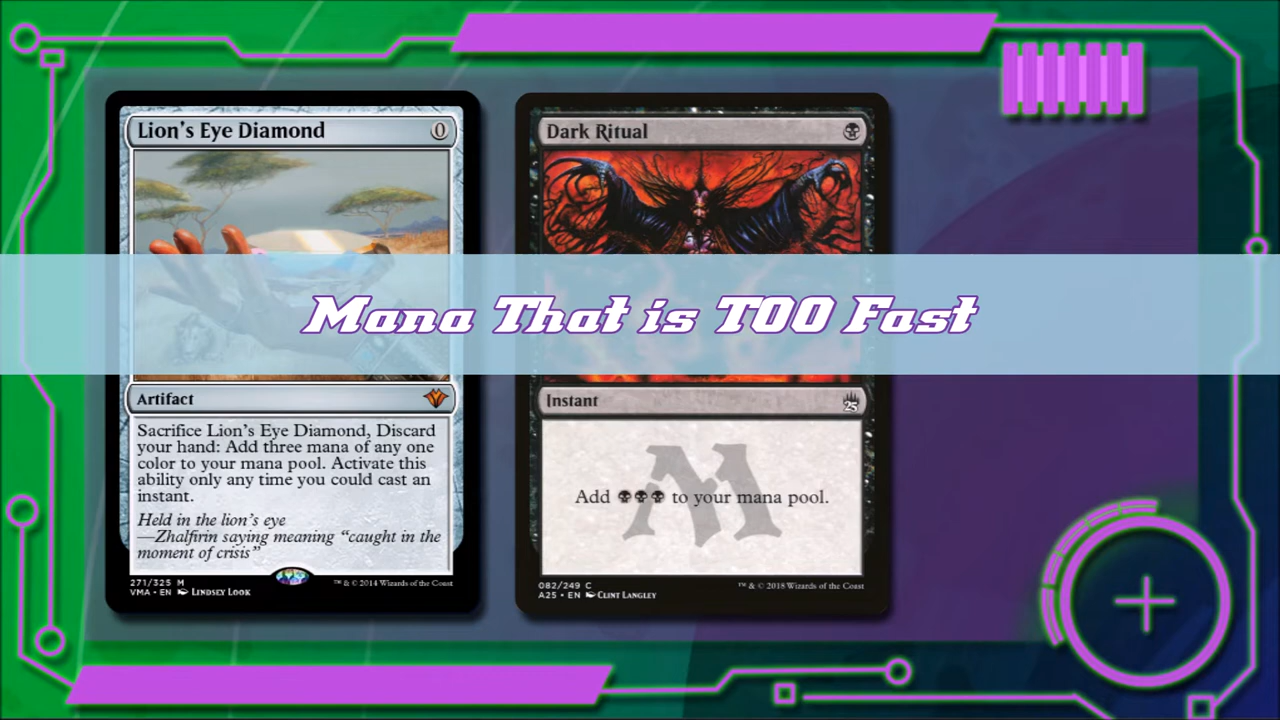 Lion's Eye Diamond 0
Artifact
Sacrifice Lion's Eye Diamond, Discard
your hand: Add three mana of any one
color to your mana pool. Activate this
ability only any time you could cast an
instant.
Held in the lion's eye
—Zhalfirin saying meaning “caught in the
moment of crisis”
271/325 M
VMA • EN Lindsey Look
™ & © 2014 Wizards of the Coast
Dark Ritual
Mana That is TOO Fast
Instant
25
Add to your mana pool.
082/249 C
A25 • EN Clint Langley
™ & © 2018 Wizards of the Coast